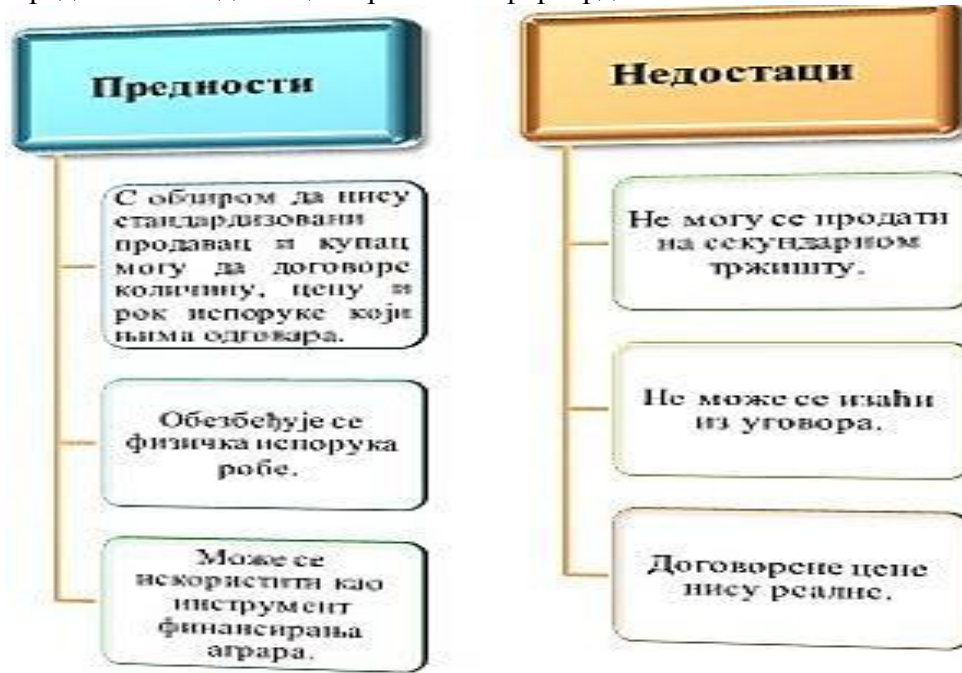 Предности
С обзиром да нису
стандардизовани
продавац и купац
могу да договоре
количину, цену и
рок испоруке који
њима одговара.
Обезбеђује се
физичка испорука
робе.
Може се
искористити као
инструмент
финансирања
аграра.
Недостаци
Не могу се продати
на секундарном
тржишту.
Не може се изаћи
из уговора.
Договорене цене
нису реалне.